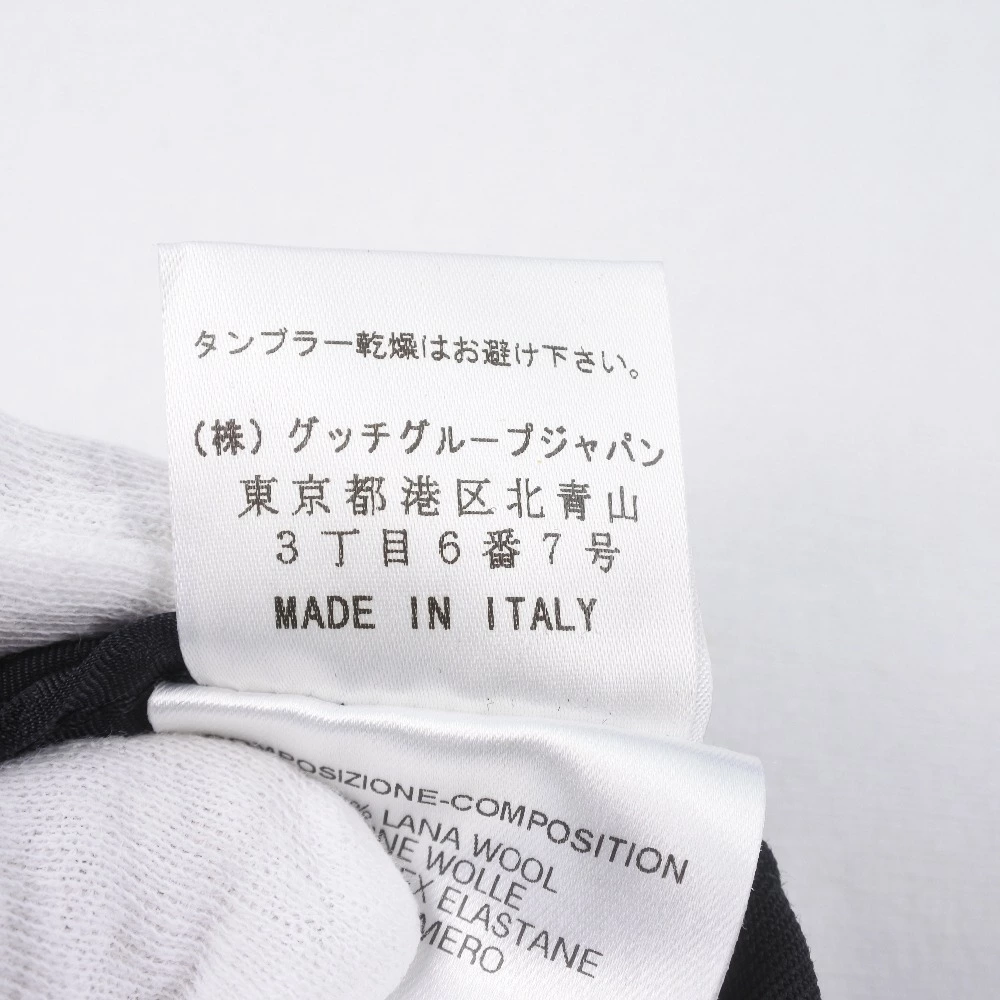 タンブラー乾燥はお避け下さい。
(株) グッチグループジャパン
東京都港区北青山
3丁目6番7号
MADE IN ITALY
COMPOSIZIONE-COMPOSITION
% LANA WOOL
WOLLE
ELASTANE